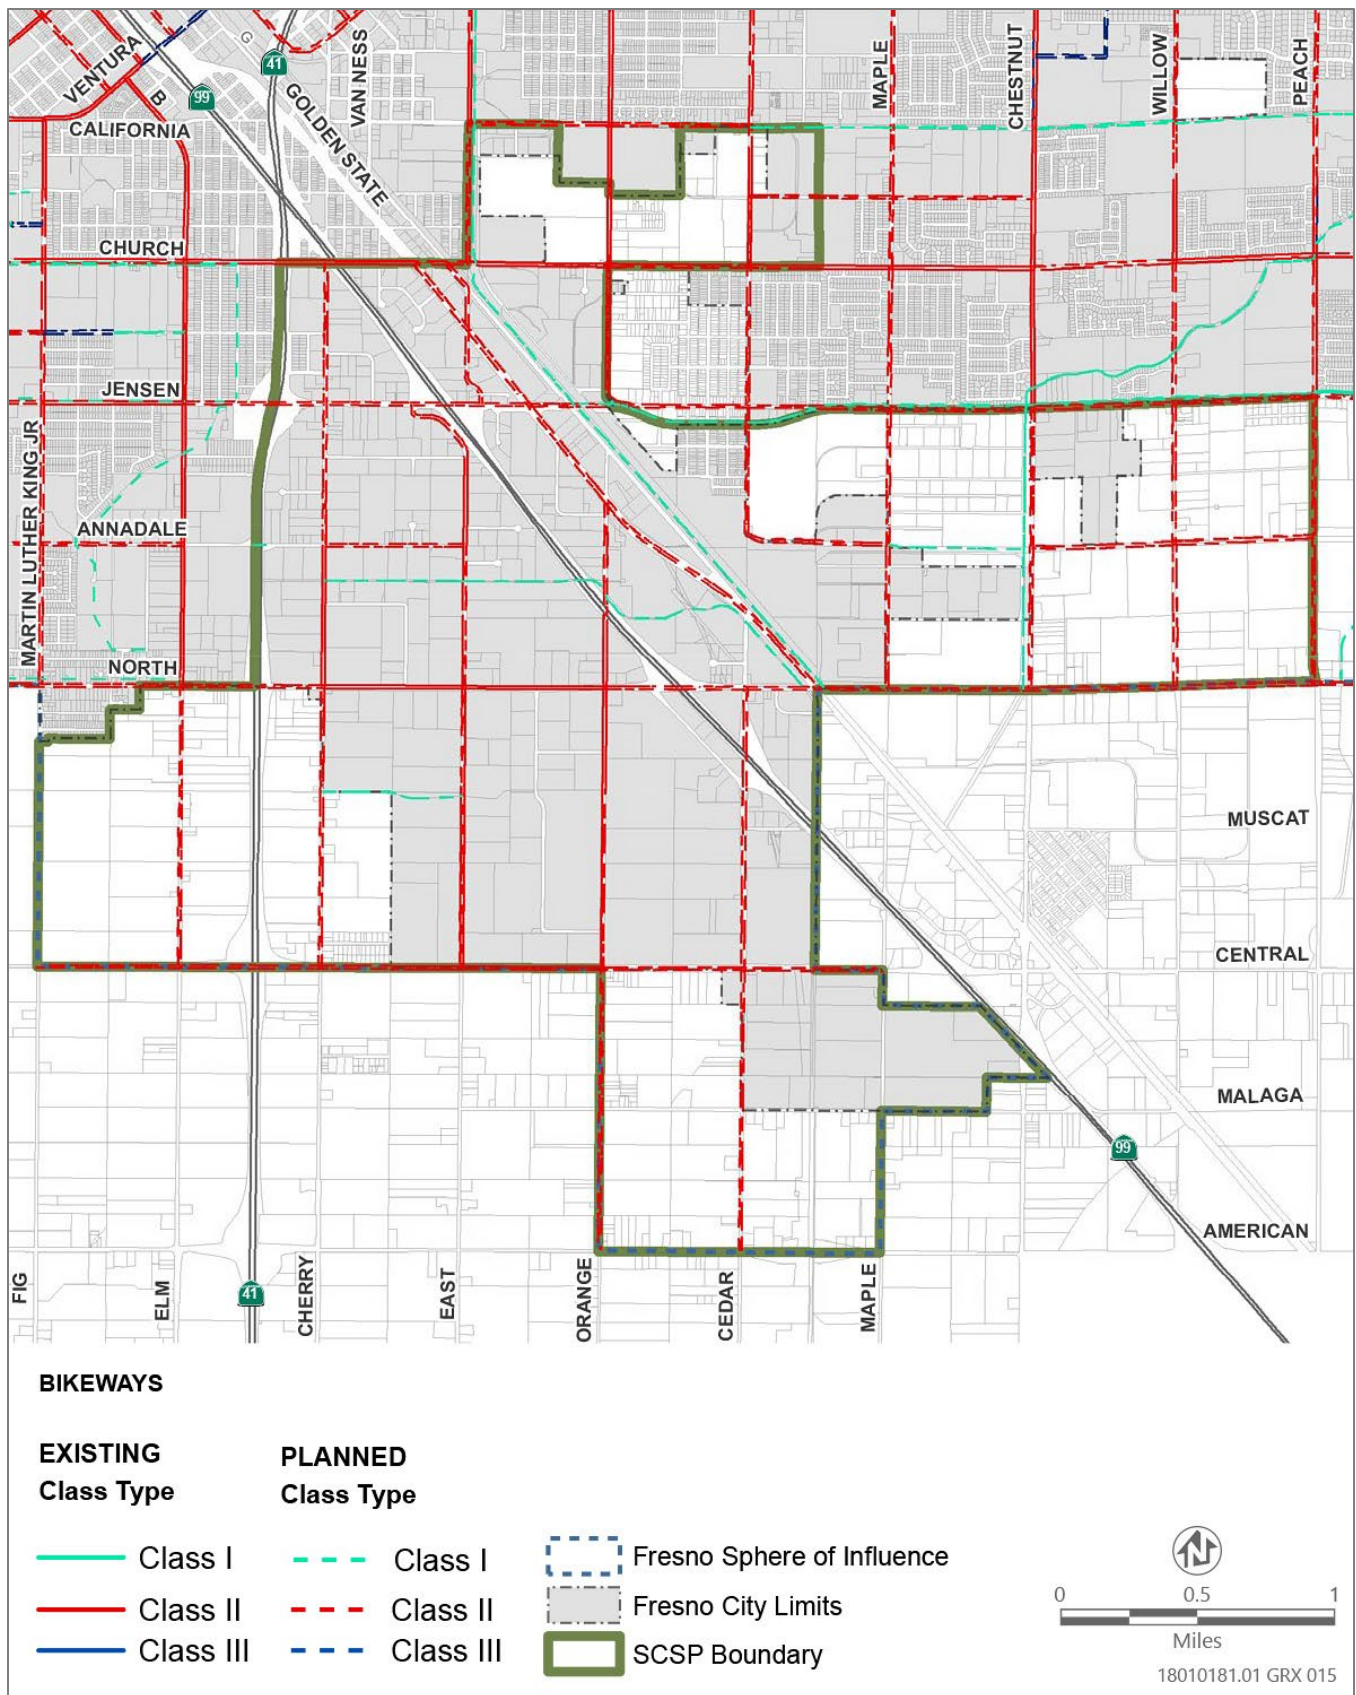 VENTURA
B
G
41
99
GOLDEN STATE
VAN NESS
MAPLE
CHESTNUT
WILLOW
PEACH
CALIFORNIA
CHURCH
JENSEN
MARTIN LUTHER KING JR
ANNADALE
NORTH
MUSCAT
CENTRAL
MALAGA
99
AMERICAN
FIG
ELM
41
CHERRY
EAST
ORANGE
CEDAR
MAPLE
BIKEWAYS
EXISTING
Class Type
PLANNED
Class Type
Class I
Class II
Class III
Class I
Class II
Class III
Fresno Sphere of Influence
Fresno City Limits
SCSP Boundary
N
0 0.5 1
Miles
18010181.01 GRX 015